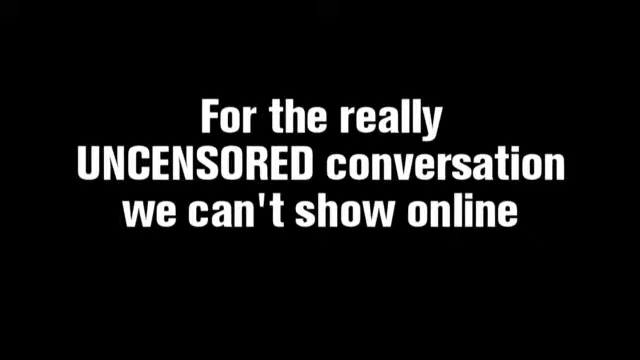 For the really
UNCENSORED conversation
we can't show online